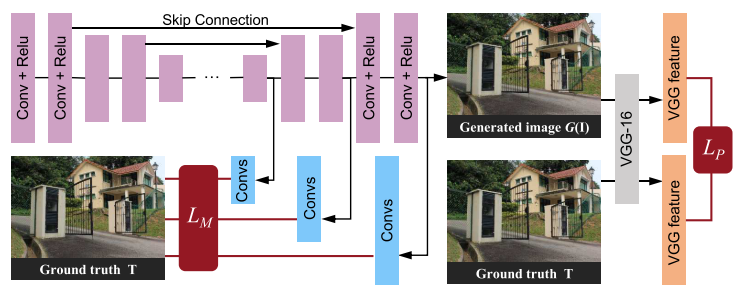 Skip Connection
Conv + Relu
Conv + Relu
...
Conv + Relu
Conv + Relu
Generated image G(I)
VGG-16
VGG feature
L_P
VGG feature
Ground truth T
L_M
Convs
Convs
Convs
Ground truth T